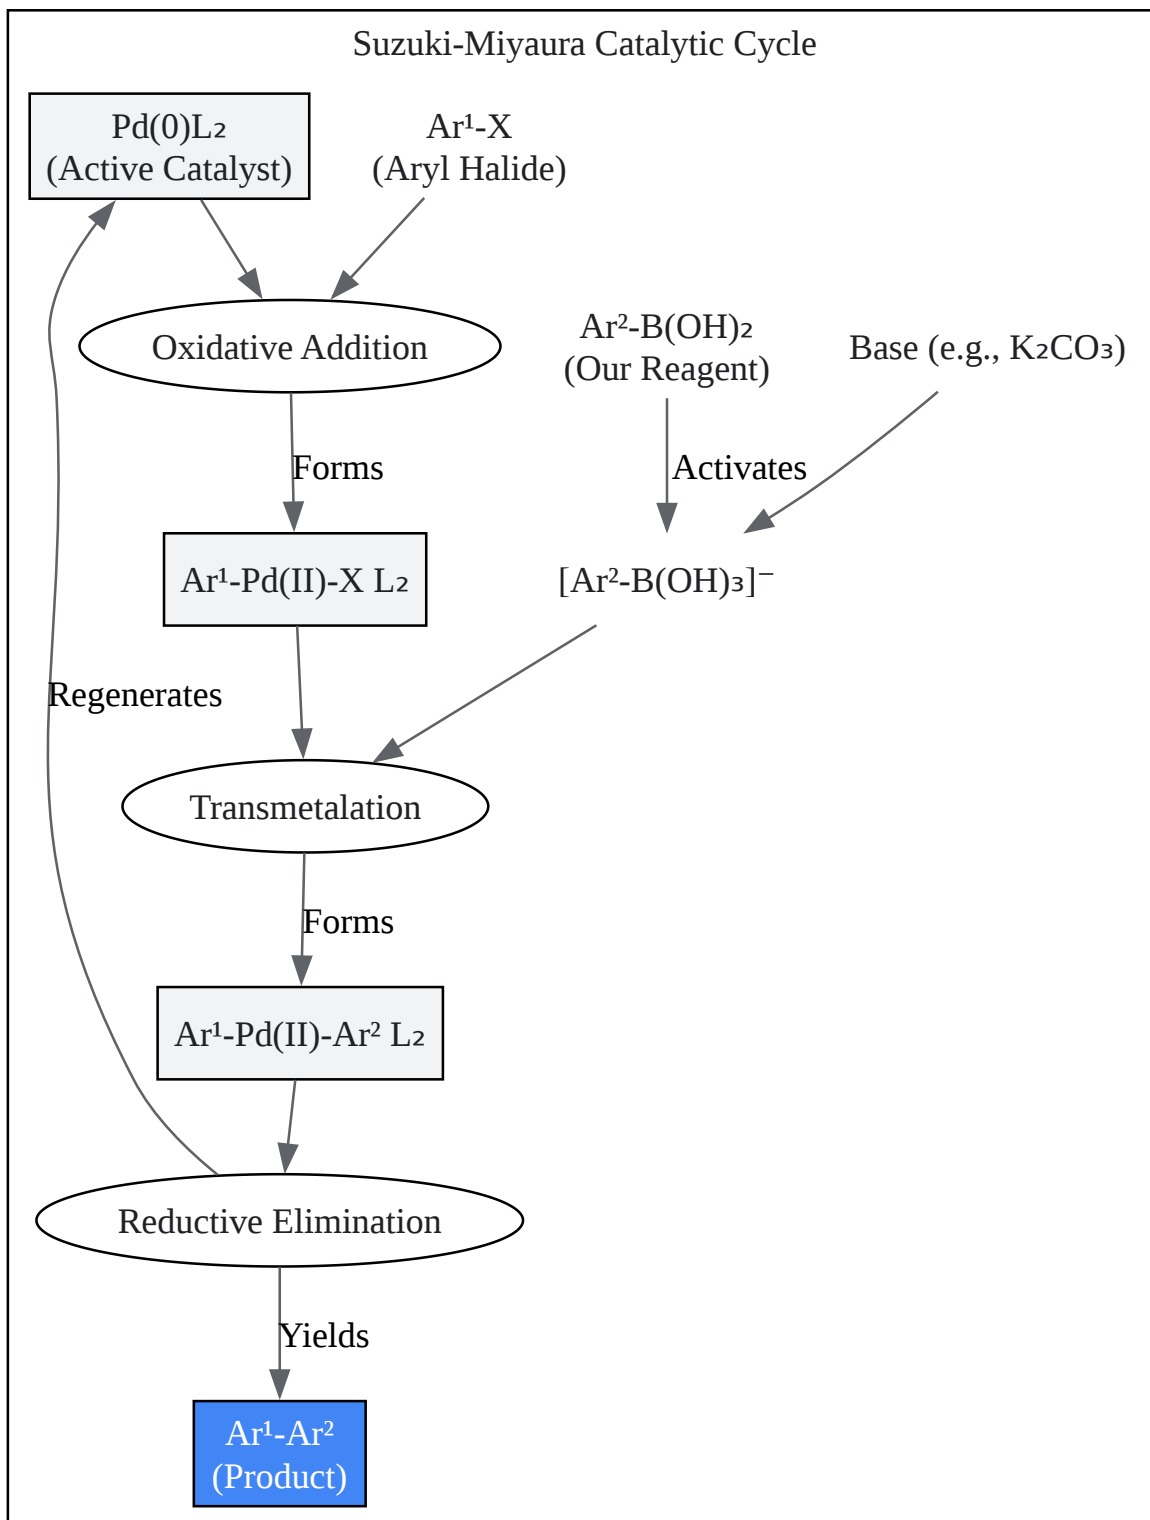 Suzuki-Miyaura Catalytic Cycle
Pd(0)L₂
(Active Catalyst)
Ar¹-X
(Aryl Halide)
Oxidative Addition
Ar²-B(OH)₂
(Our Reagent)
Base (e.g., K₂CO₃)
Forms
Activates
Ar¹-Pd(II)-X L₂
[Ar²-B(OH)₃]⁻
Regenerates
Transmetalation
Forms
Ar¹-Pd(II)-Ar² L₂
Reductive Elimination
Yields
Ar¹-Ar²
(Product)